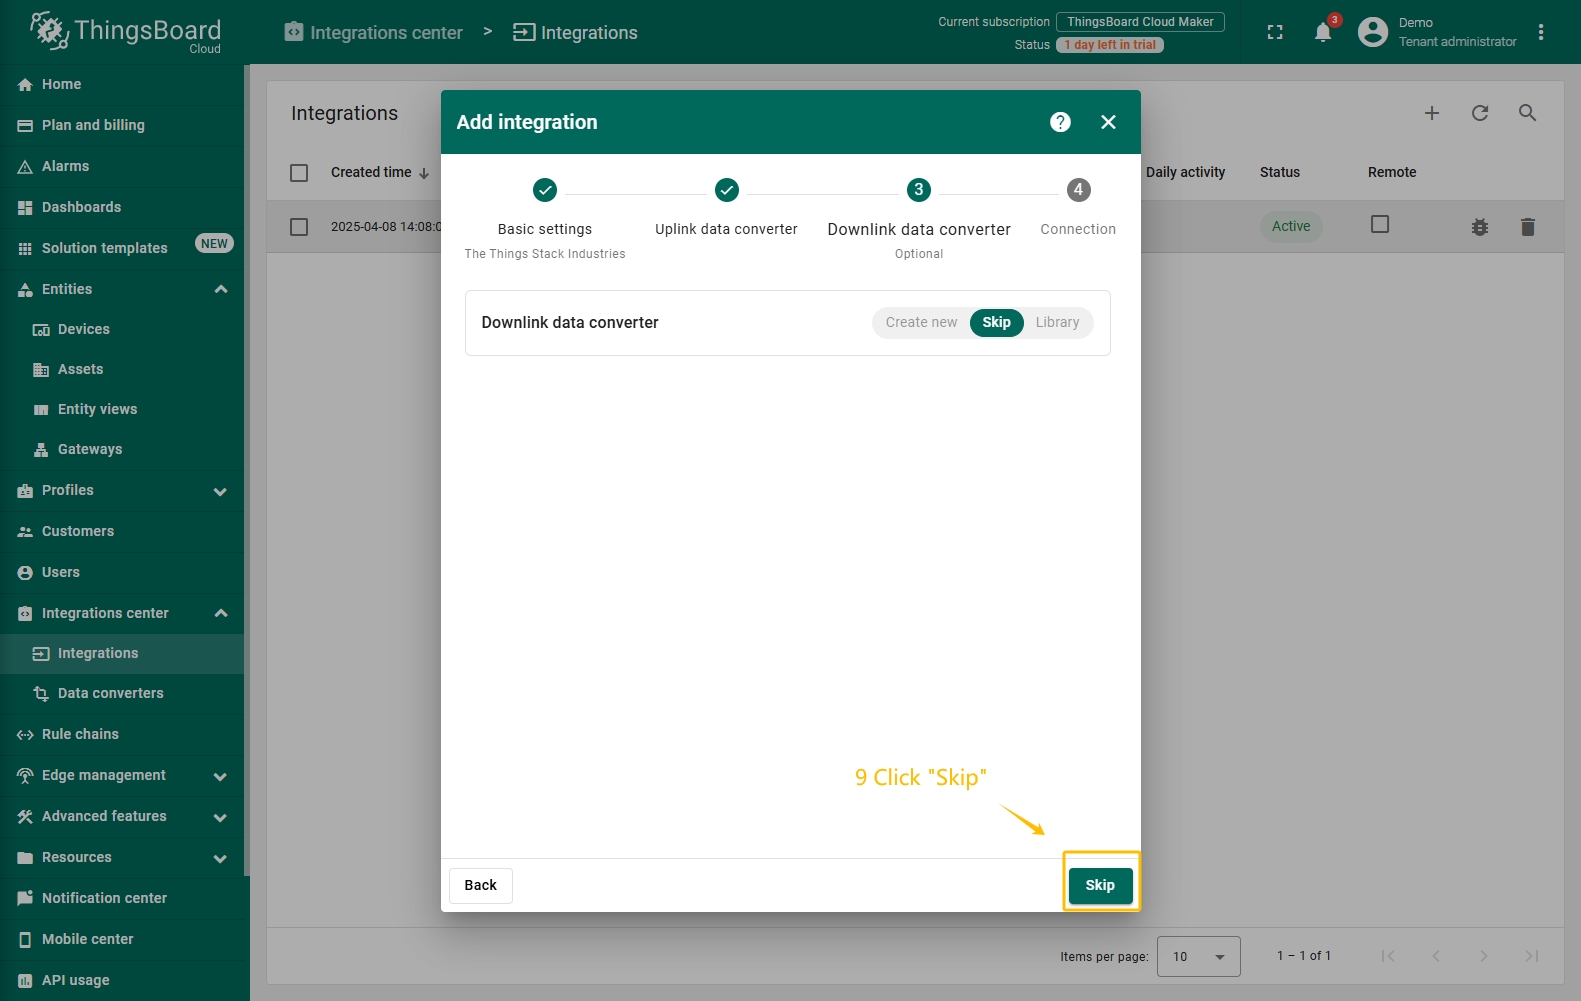 ThingsBoard
Cloud
Integrations center > Integrations
Current subscription ThingsBoard Cloud Maker
Status 1 day left in trial
3
Demo
Tenant administrator
Home
Plan and billing
Alarms
Dashboards
Solution templates NEW
Entities
Devices
Assets
Entity views
Gateways
Profiles
Customers
Users
Integrations center
Integrations
Data converters
Rule chains
Edge management
Advanced features
Resources
Notification center
Mobile center
API usage
Integrations
Created time Daily activity Status Remote
2025-04-08 14:08:0 Active
Add integration
3 4
Basic settings Uplink data converter Downlink data converter Connection
The Things Stack Industries Optional
Downlink data converter Create new Skip Library
9 Click "Skip"
Back Skip
Items per page: 10 1 – 1 of 1